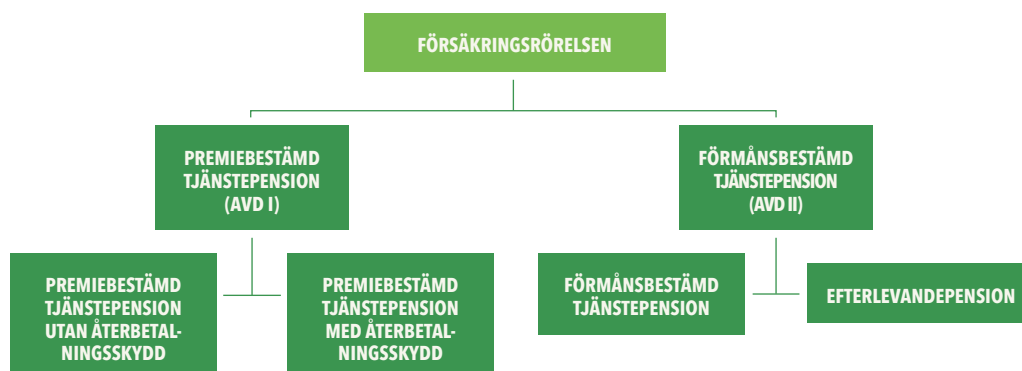 FÖRSÄKRINGSRÖRELSEN
PREMIEBESTÄMD
TJÄNSTEPENSION
(AVD I)
FÖRMÅNSBESTÄMD
TJÄNSTEPENSION
(AVD II)
PREMIEBESTÄMD
TJÄNSTEPENSION
UTAN ÅTERBETAL-
NINGSSKYDD
PREMIEBESTÄMD
TJÄNSTEPENSION
MED ÅTERBETAL-
NINGSSKYDD
FÖRMÅNSBESTÄMD
TJÄNSTEPENSION
EFTERLEVANDEPENSION